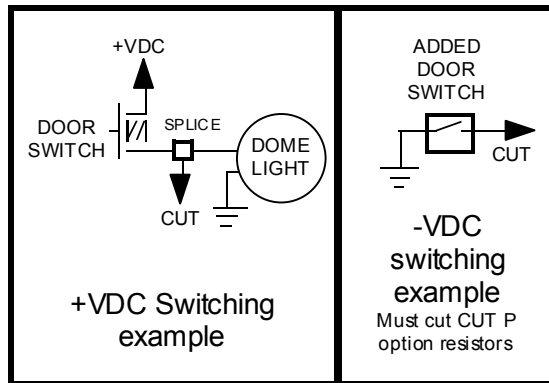 +VDC
DOOR
SWITCH
SPLICE
DOME
LIGHT
CUT
+VDC Switching
example
ADDED
DOOR
SWITCH
CUT
-VDC
switching
example
Must cut CUT P
option resistors